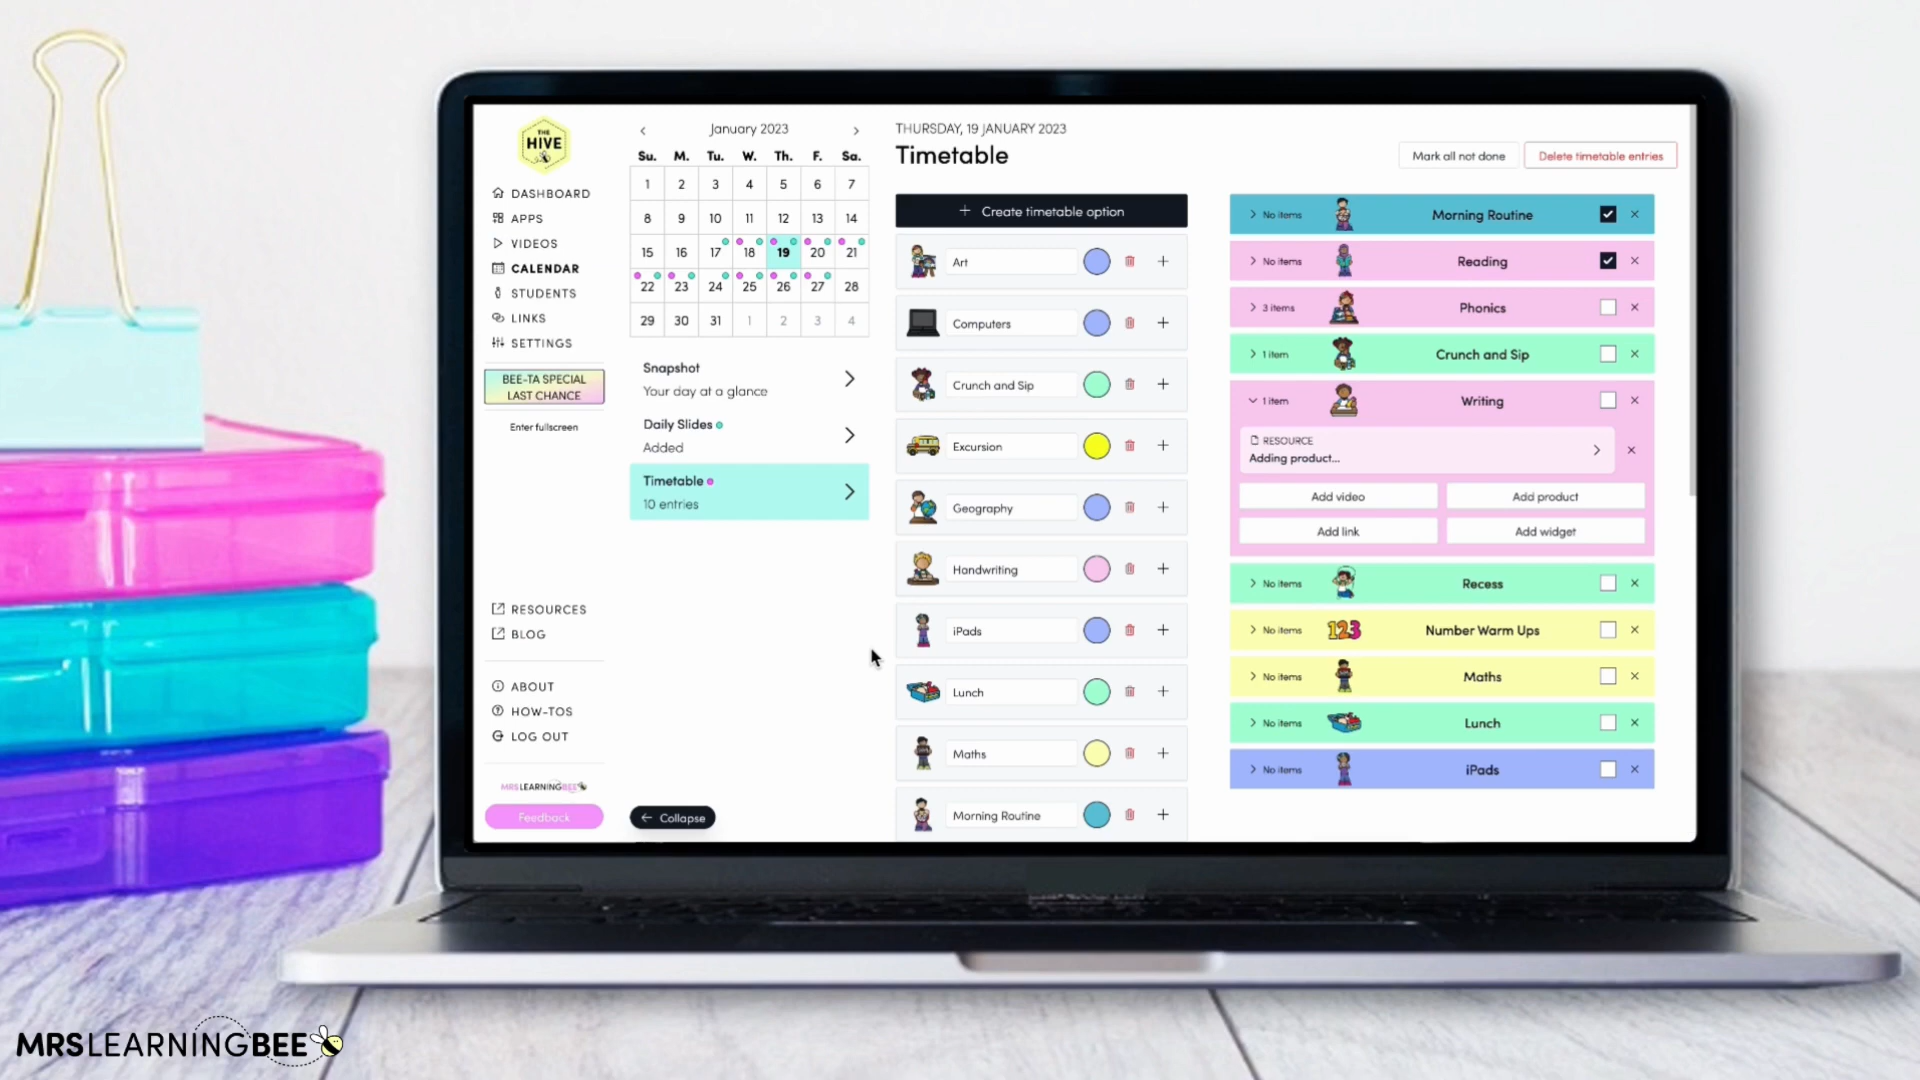 THE
HIVE
DASHBOARD
APPS
VIDEOS
CALENDAR
STUDENTS
LINKS
SETTINGS
BEE-TA SPECIAL
LAST CHANCE
Enter fullscreen
RESOURCES
BLOG
ABOUT
HOW-TOS
LOG OUT
MRSLEARNINGBEE
Feedback
January 2023
Su. M. Tu. W. Th. F. Sa.
1 2 3 4 5 6 7
8 9 10 11 12 13 14
15 16 17 18 19 20 21
22 23 24 25 26 27 28
29 30 31 1 2 3 4
Snapshot
Your day at a glance
Daily Slides
Added
Timetable
10 entries
Collapse
THURSDAY, 19 JANUARY 2023
Timetable
Mark all not done
Delete timetable entries
+ Create timetable option
Art
Computers
Crunch and Sip
Excursion
Geography
Handwriting
iPads
Lunch
Maths
Morning Routine
No items Morning Routine
No items Reading
3 items Phonics
1 item Crunch and Sip
1 item Writing
RESOURCE
Adding product...
Add video Add product
Add link Add widget
No items Recess
No items 123 Number Warm Ups
No items Maths
No items Lunch
No items iPads
MRSLEARNINGBEE